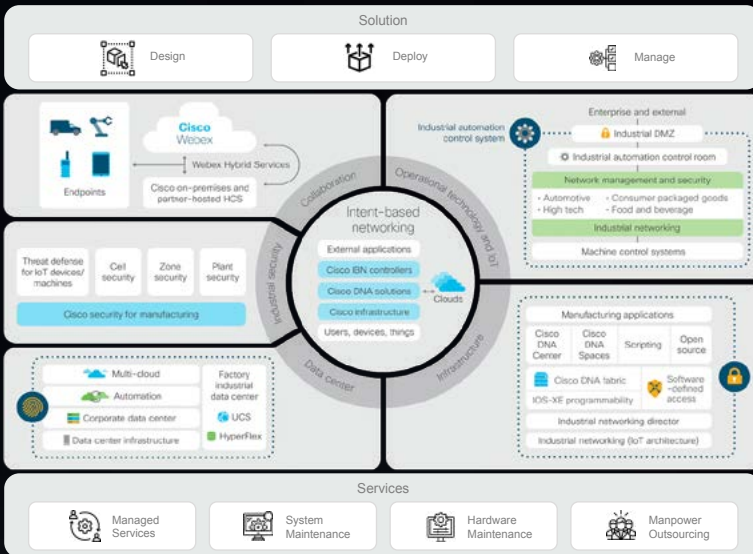 Solution
Design
Deploy
Manage
Cisco
Webex
Webex Hybrid Services
Endpoints
Cisco on-premises and
partner-hosted HCS
Collaboration
Industrial automation
control system
Enterprise and external
Industrial DMZ
Industrial automation control room
Network management and security
• Automotive
• Consumer packaged goods
• High tech
• Food and beverage
Industrial networking
Machine control systems
Operational technology and IoT
Threat defense
for IoT devices/
machines
Cell
security
Zone
security
Plant
security
Cisco security for manufacturing
Industrial security
Intent-based
networking
External applications
Cisco IBN controllers
Cisco DNA solutions
Cisco infrastructure
Users, devices, things
Clouds
Multi-cloud
Automation
Corporate data center
Data center infrastructure
Factory
industrial
data center
UCS
HyperFlex
Data center
Infrastructure
Manufacturing applications
Cisco
DNA
Center
Cisco
DNA
Spaces
Scripting
Open
source
Cisco DNA fabric
IOS-XE programmability
Software
-defined
access
Industrial networking director
Industrial networking (IoT architecture)
Services
Managed
Services
System
Maintenance
Hardware
Maintenance
Manpower
Outsourcing